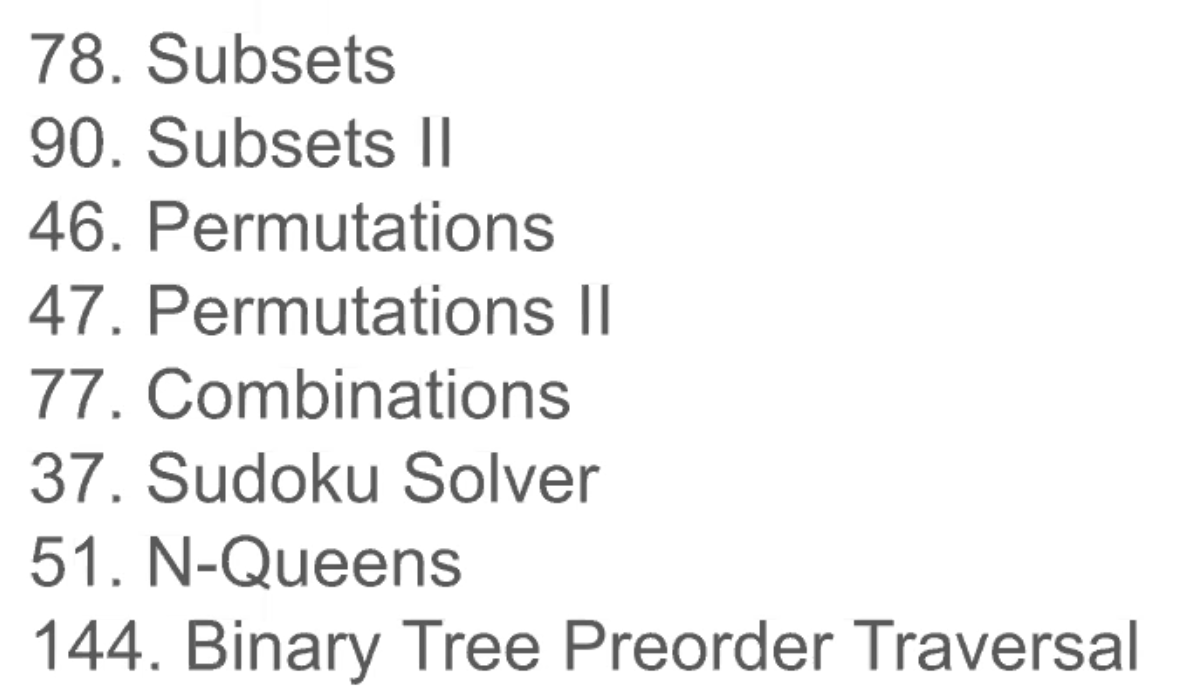 78. Subsets
90. Subsets II
46. Permutations
47. Permutations II
77. Combinations
37. Sudoku Solver
51. N-Queens
144. Binary Tree Preorder Traversal